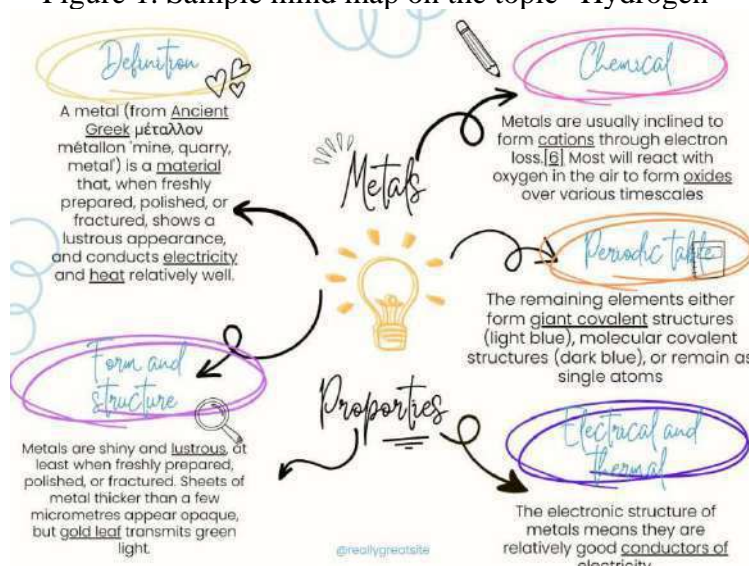 Figure 1. Sample mind map on the topic "Hydrogen"
Definition
A metal (from Ancient
Greek μέταλλον
métallon 'mine, quarry,
metal') is a material
that, when freshly
prepared, polished, or
fractured, shows a
lustrous appearance,
and conducts electricity
and heat relatively well.
Form and
structure
Metals are shiny and lustrous, at
least when freshly prepared,
polished, or fractured. Sheets of
metal thicker than a few
micrometres appear opaque,
but gold leaf transmits green
light.
Metals
Proporties
@reallygreatsite
Chemical
Metals are usually inclined to
form cations through electron
loss.[6] Most will react with
oxygen in the air to form oxides
over various timescales
Periodic table
The remaining elements either
form giant covalent structures
(light blue), molecular covalent
structures (dark blue), or remain as
single atoms
Electrical and
thermal
The electronic structure of
metals means they are
relatively good conductors of
electricity